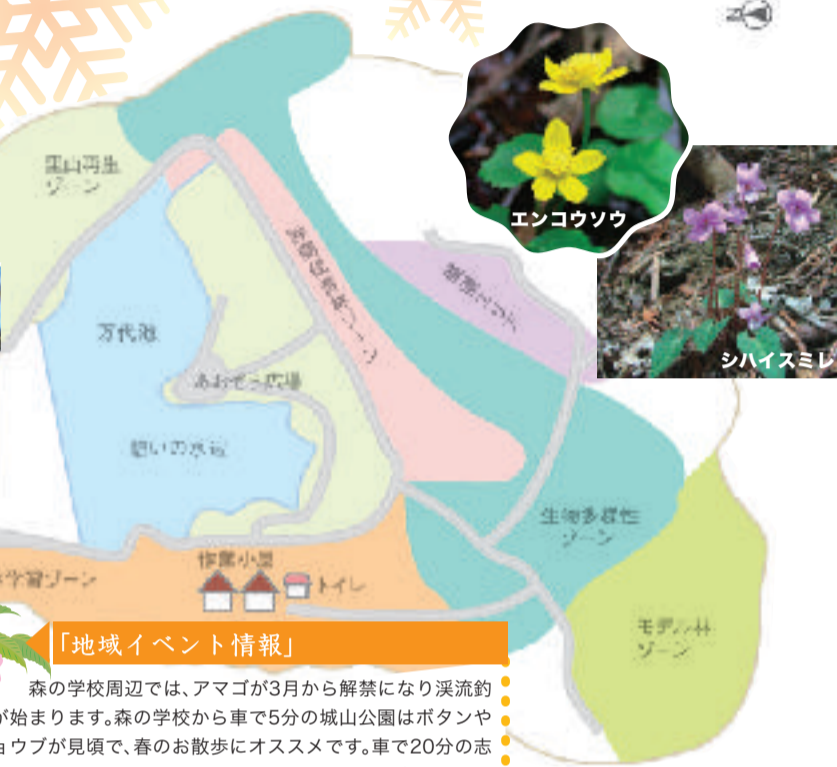 エンコウソウ
シハイスミレ
里山再生
ゾーン
万代池
あおぞら広場
憩いの水辺
生物多様性
ゾーン
作業小屋
トイレ
学習ゾーン
モデル林
ゾーン
「地域イベント情報」
森の学校周辺では、アマゴが3月から解禁になり渓流釣
が始まります。森の学校から車で5分の城山公園はボタンや
ョウブが見頃で、春のお散歩にオススメです。車で20分の志